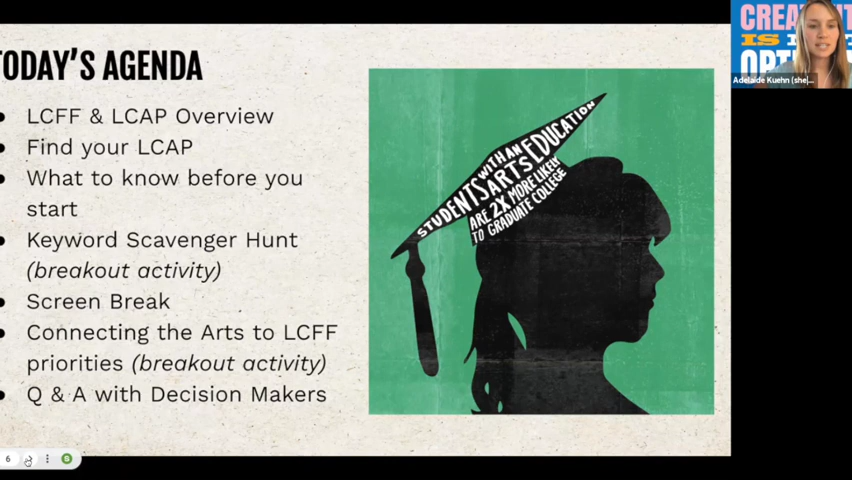 TODAY'S AGENDA
LCFF & LCAP Overview
Find your LCAP
What to know before you
start
Keyword Scavenger Hunt
(breakout activity)
Screen Break
Connecting the Arts to LCFF
priorities (breakout activity)
Q & A with Decision Makers
STUDENTS WITH AN EDUCATION
ARTS
ARE 2X MORE LIKELY
TO GRADUATE COLLEGE
IS
Adelaide Kuehn (she|...
6
S